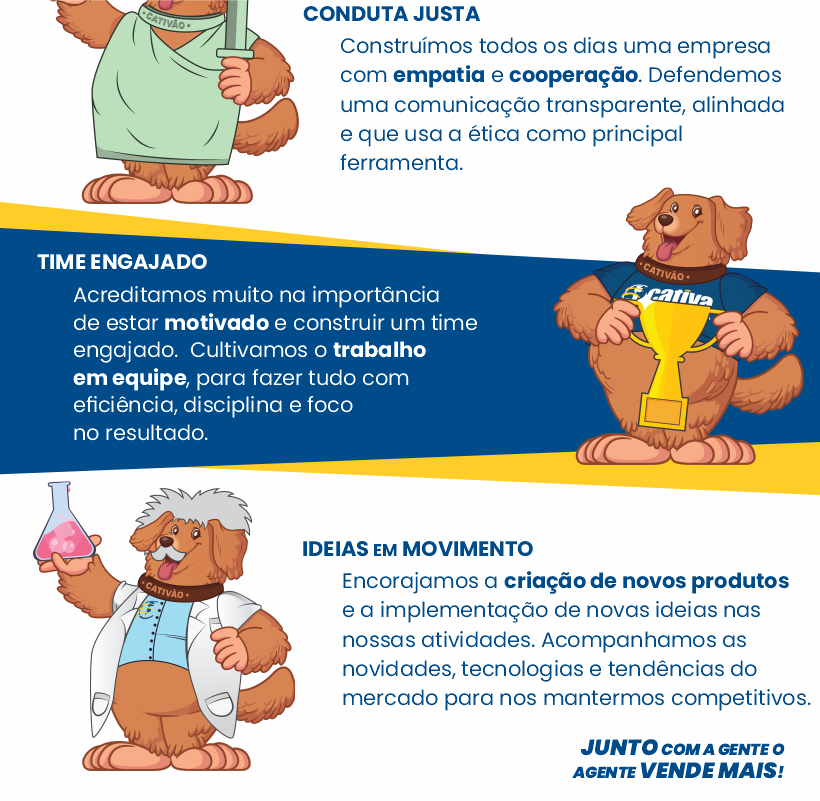 CATIVÃO
CONDUTA JUSTA
Construímos todos os dias uma empresa
com empatia e cooperação. Defendemos
uma comunicação transparente, alinhada
e que usa a ética como principal
ferramenta.
TIME ENGAJADO
Acreditamos muito na importância
de estar motivado e construir um time
engajado. Cultivamos o trabalho
em equipe, para fazer tudo com
eficiência, disciplina e foco
no resultado.
CATIVÃO
cativa
CATIVÃO
IDEIAS EM MOVIMENTO
Encorajamos a criação de novos produtos
e a implementação de novas ideias nas
nossas atividades. Acompanhamos as
novidades, tecnologias e tendências do
mercado para nos mantermos competitivos.
JUNTO COM A GENTE O
AGENTE VENDE MAIS!